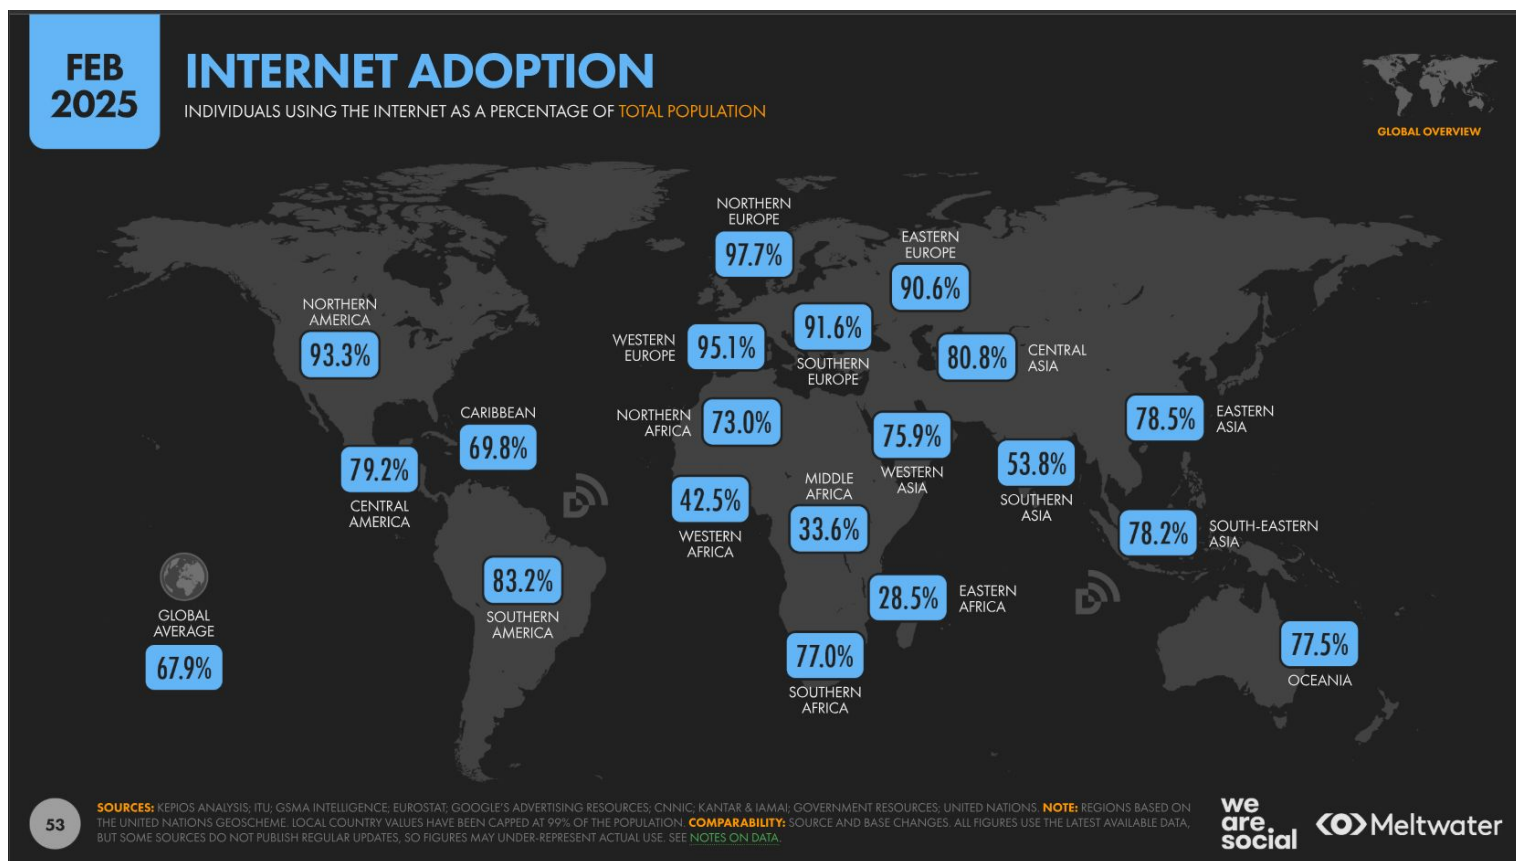 FEB
2025
INTERNET ADOPTION
INDIVIDUALS USING THE INTERNET AS A PERCENTAGE OF TOTAL POPULATION
GLOBAL OVERVIEW
NORTHERN
EUROPE
97.7%
EASTERN
EUROPE
90.6%
NORTHERN
AMERICA
93.3%
WESTERN
EUROPE
95.1%
91.6%
SOUTHERN
EUROPE
80.8%
CENTRAL
ASIA
CARIBBEAN
69.8%
NORTHERN
AFRICA
73.0%
75.9%
WESTERN
ASIA
78.5%
EASTERN
ASIA
79.2%
CENTRAL
AMERICA
53.8%
SOUTHERN
ASIA
42.5%
WESTERN
AFRICA
MIDDLE
AFRICA
33.6%
78.2%
SOUTH-EASTERN
ASIA
83.2%
SOUTHERN
AMERICA
28.5%
EASTERN
AFRICA
GLOBAL
AVERAGE
67.9%
77.0%
SOUTHERN
AFRICA
77.5%
OCEANIA
53
SOURCES: KEPIOS ANALYSIS; ITU; GSMA INTELLIGENCE; EUROSTAT; GOOGLE'S ADVERTISING RESOURCES; CNNIC; KANTAR & IAMAI; GOVERNMENT RESOURCES; UNITED NATIONS. NOTE: REGIONS BASED ON
THE UNITED NATIONS GEOSCHEME. LOCAL COUNTRY VALUES HAVE BEEN CAPPED AT 99% OF THE POPULATION. COMPARABILITY: SOURCE AND BASE CHANGES. ALL FIGURES USE THE LATEST AVAILABLE DATA,
BUT SOME SOURCES DO NOT PUBLISH REGULAR UPDATES, SO FIGURES MAY UNDER-REPRESENT ACTUAL USE. SEE NOTES ON DATA.
we
are.
social
Meltwater